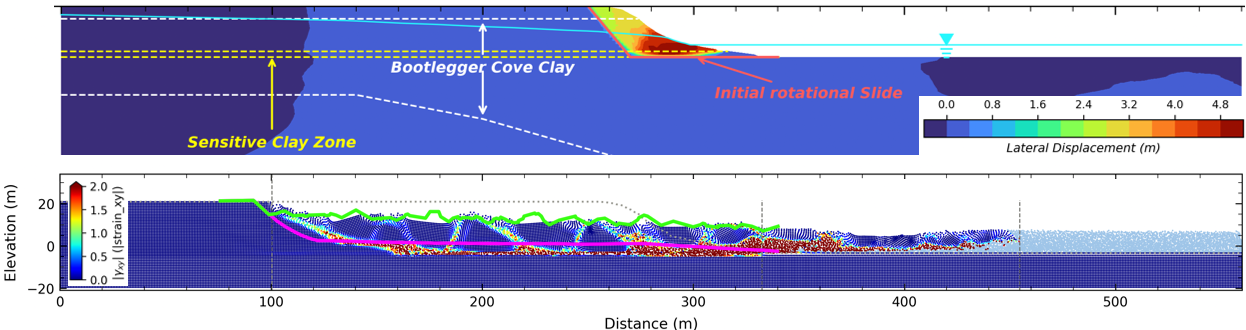 Bootlegger Cove Clay
Initial rotational Slide
Sensitive Clay Zone
0.0 0.8 1.6 2.4 3.2 4.0 4.8
Lateral Displacement (m)
Elevation (m)
20
0
−20
2.0
1.5
1.0
0.5
0.0
|γxy| (|strain_xy|)
0 100 200 300 400 500
Distance (m)